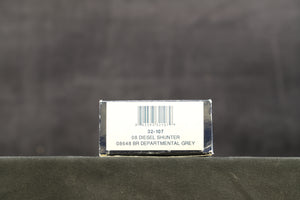 32-107
08 DIESEL SHUNTER
08648 BR DEPARTMENTAL GREY